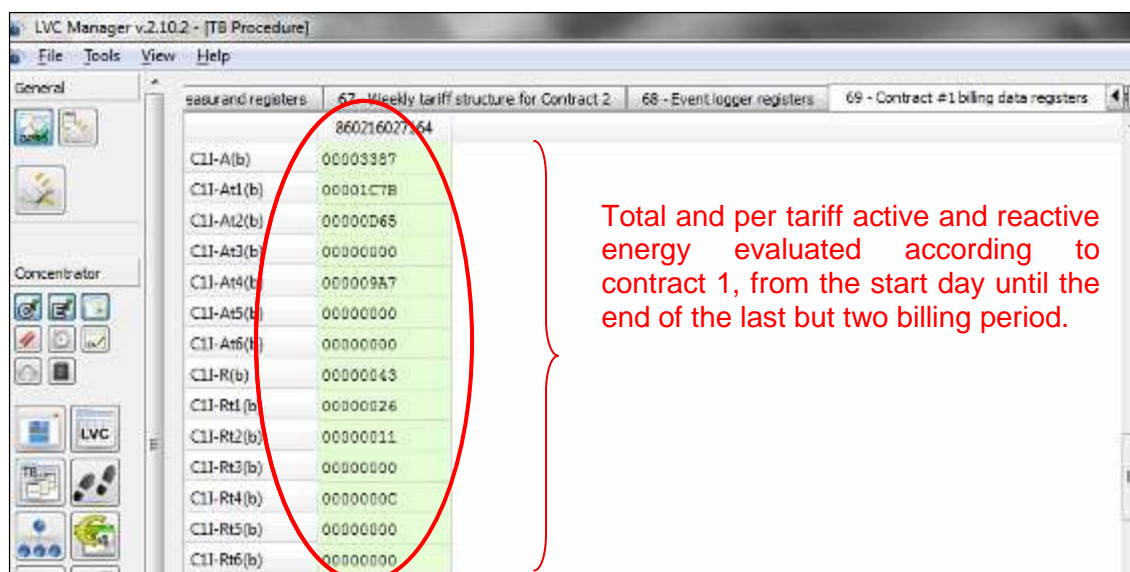 LVC Manager v.2.10.2 - [TB Procedure]
File Tools View Help
General
easurand registers 67 - Weekly tariff structure for Contract 2 68 - Event logger registers 69 - Contract #1 billing data registers
860216027164
C1I-A(b) 00003387
C1I-At1(b) 00001C7B
C1I-At2(b) 00000D65
C1I-At3(b) 00000000
C1I-At4(b) 000009A7
C1I-At5(b) 00000000
C1I-At6(b) 00000000
C1I-R(b) 00000043
C1I-Rt1(b) 00000026
C1I-Rt2(b) 00000011
C1I-Rt3(b) 00000000
C1I-Rt4(b) 0000000C
C1I-Rt5(b) 00000000
C1I-Rt6(b) 00000000
Total and per tariff active and reactive
energy evaluated according to
contract 1, from the start day until the
end of the last but two billing period.
Concentrator
LVC
TB